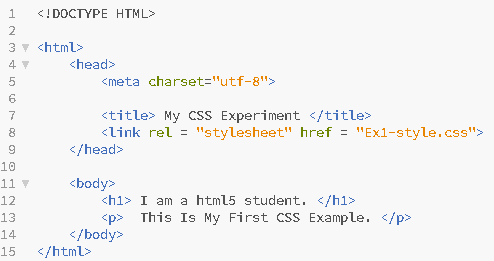 1 <!DOCTYPE HTML>
2
3 <html>
4 <head>
5 <meta charset="utf-8">
6
7 <title> My CSS Experiment </title>
8 <link rel = "stylesheet" href = "Ex1-style.css">
9 </head>
10
11 <body>
12 <h1> I am a html5 student. </h1>
13 <p>  This Is My First CSS Example. </p>
14 </body>
15 </html>